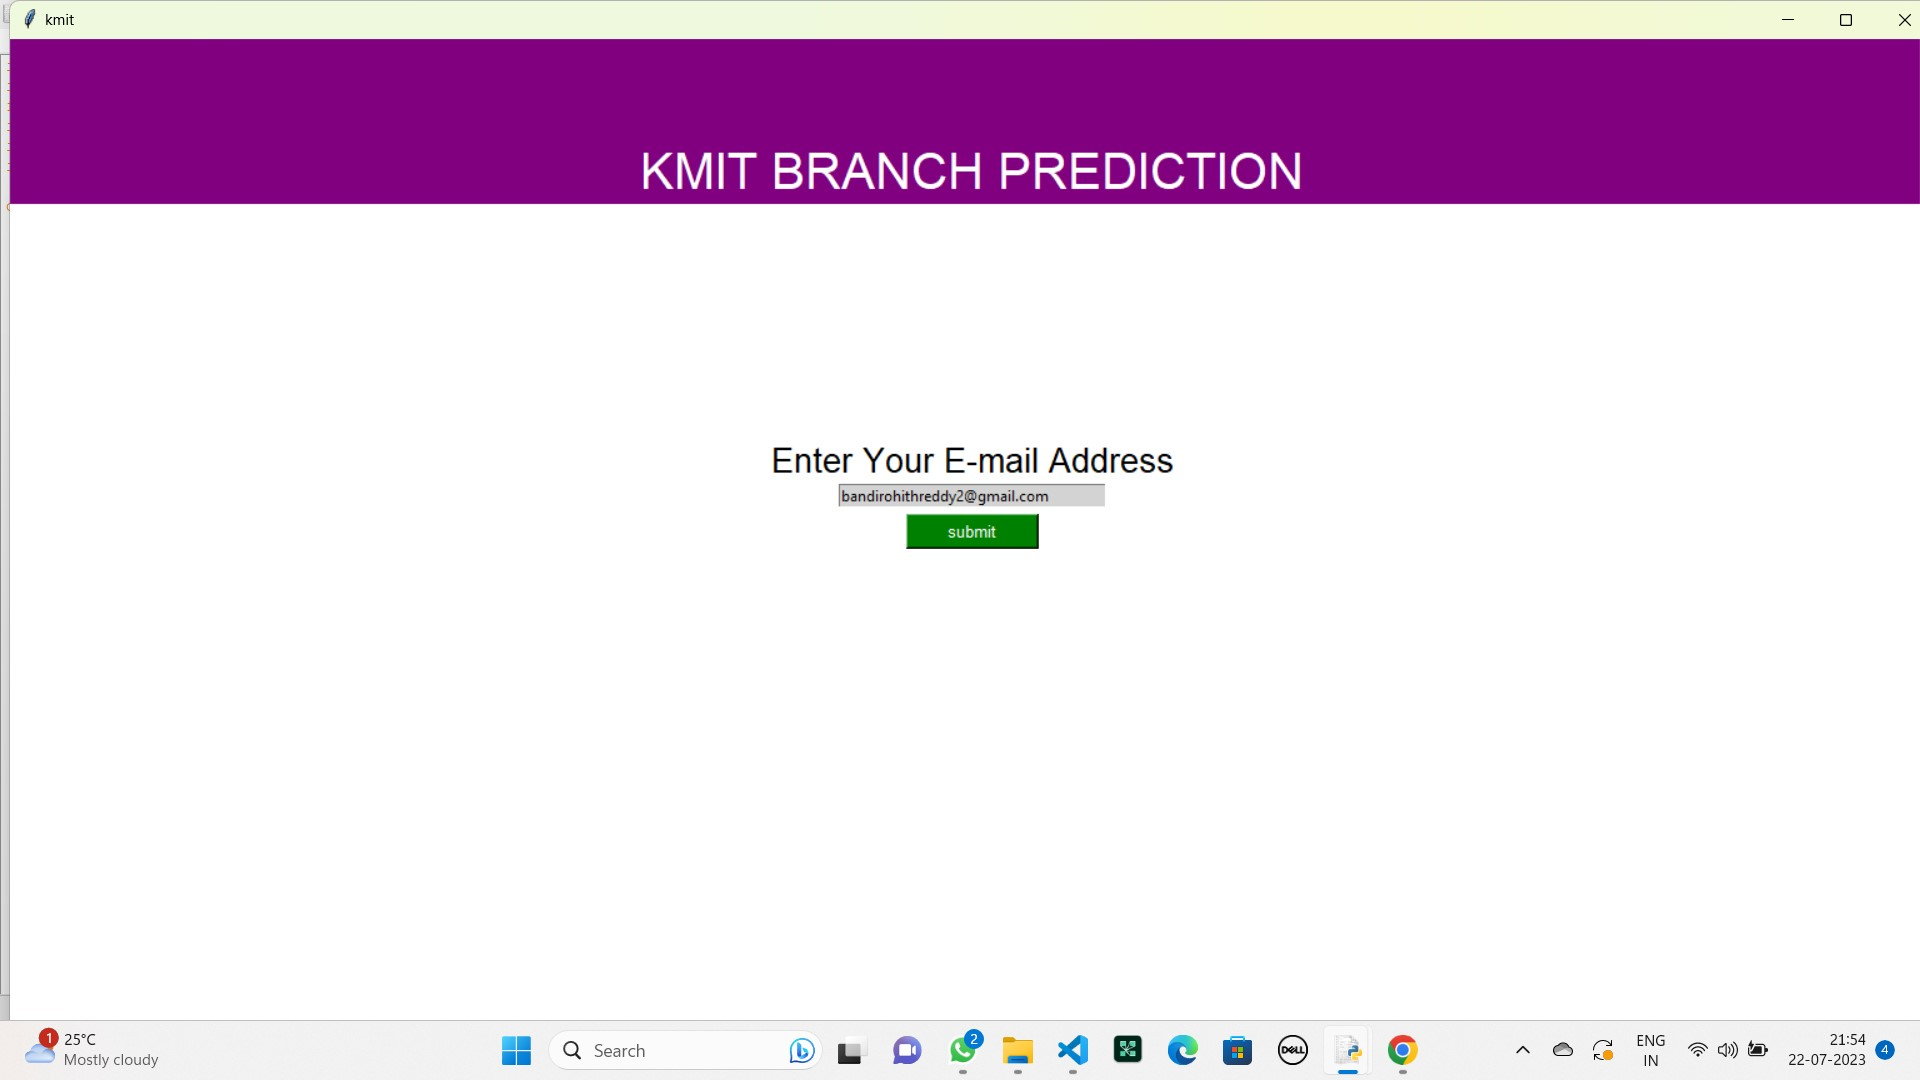 kmit
KMIT BRANCH PREDICTION
Enter Your E-mail Address
bandirohithreddy2@gmail.com
submit
1
25°C
Mostly cloudy
Search
2
DELL
ENG
IN
21:54
22-07-2023
4